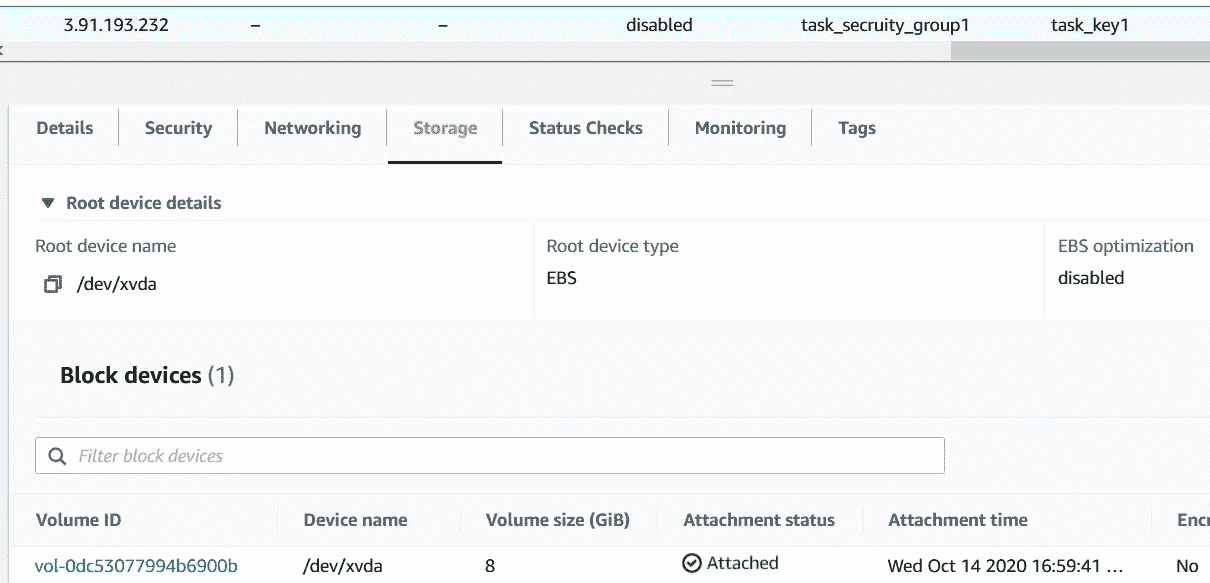 3.91.193.232 – – disabled task_secruity_group1 task_key1
Details Security Networking Storage Status Checks Monitoring Tags
Root device details
Root device name Root device type EBS optimization
/dev/xvda EBS disabled
Block devices (1)
Filter block devices
Volume ID Device name Volume size (GiB) Attachment status Attachment time Encr
vol-0dc53077994b6900b /dev/xvda 8 Attached Wed Oct 14 2020 16:59:41 ... No